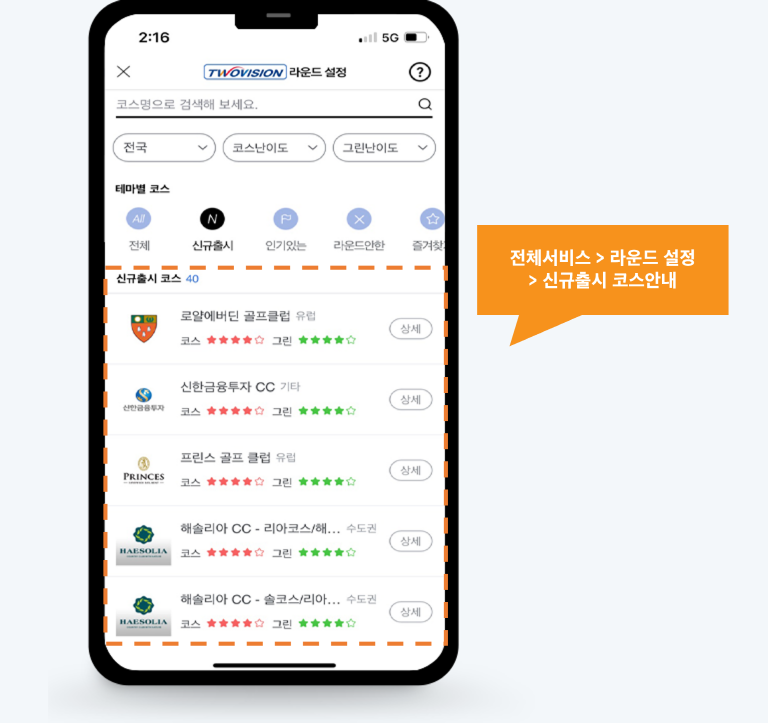 2:16
5G
TWOVISION 라운드 설정
?
코스명으로 검색해 보세요.
전국
코스난이도
그린난이도
테마별 코스
All
N
전체
신규출시
인기있는
라운드안한
즐겨찾
신규출시 코스 40
로얄에버딘 골프클럽 유럽
코스 ★★★★☆ 그린 ★★★★☆
상세
신한금융투자 CC 기타
신한금융투자
코스 ★★★★☆ 그린 ★★★★☆
상세
프린스 골프 클럽 유럽
PRINCES
코스 ★★★★☆ 그린 ★★★★☆
상세
해솔리아 CC - 리아코스/해... 수도권
HAESOLIA
코스 ★★★★☆ 그린 ★★★★☆
상세
해솔리아 CC - 솔코스/리아... 수도권
HAESOLIA
코스 ★★★★☆ 그린 ★★★★☆
상세
전체서비스 > 라운드 설정
> 신규출시 코스안내